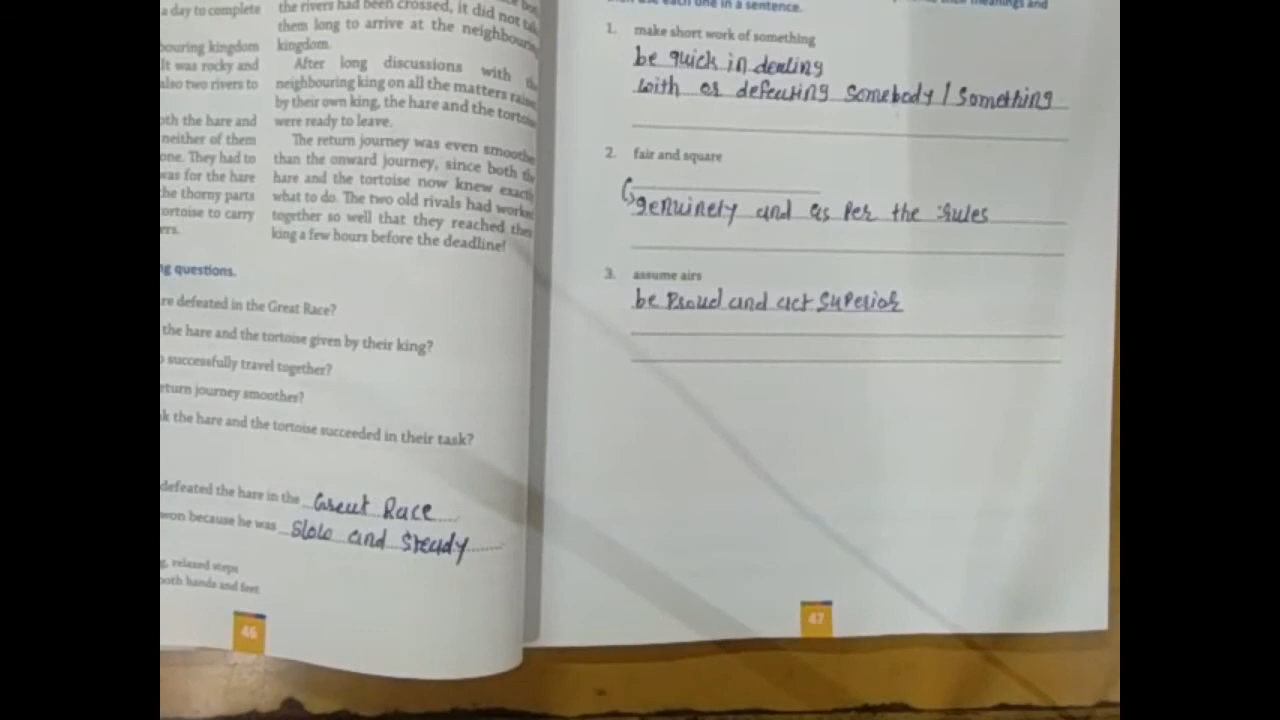 a day to complete
bouring kingdom
It was rocky and
also two rivers to
oth the hare and
neither of them
one. They had to
was for the hare
he thorny parts
ortoise to carry
ers.
the rivers had been crossed, it did not
them long to arrive at the neighbouring
kingdom.
After long discussions with
neighbouring king on all the matters
by their own king, the hare and the tortoise
were ready to leave.
The return journey was even smoother
than the onward journey, since both the
hare and the tortoise now knew exactly
what to do. The two old rivals had worked
together so well that they reached their
king a few hours before the deadline!
ng questions.
re defeated in the Great Race?
the hare and the tortoise given by their king?
o successfully travel together?
eturn journey smoother?
k the hare and the tortoise succeeded in their task?
defeated the hare in the Great Race
won because he was Slow and Steady
g, relaxed steps
both hands and feet
46
use each one in a sentence.
meanings and
1. make short work of something
be quick in dealing
with or defeating somebody / something
2. fair and square
genuinely and as Per the rules
3. assume airs
be Proud and act Superior
47